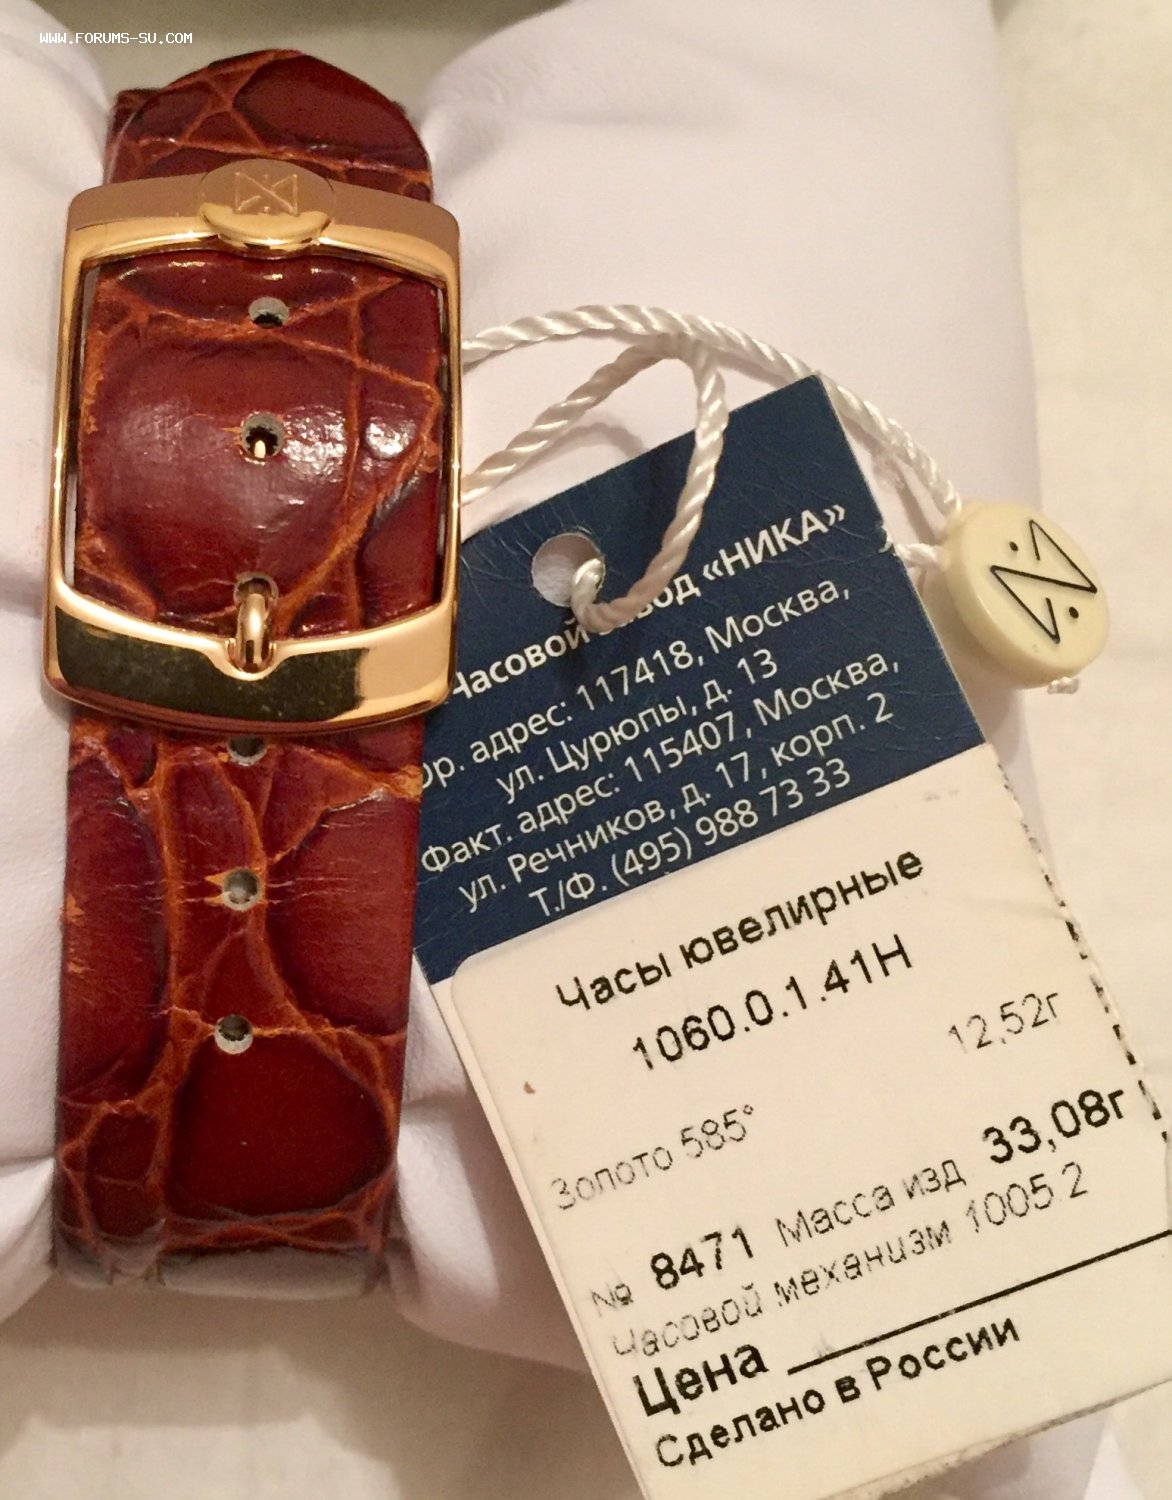 WWW.FORUMS-SU.COM
Часовой завод «НИКА»
Юр. адрес: 117418, Москва,
ул. Цурюпы, д. 13
Факт. адрес: 115407, Москва,
ул. Речников, д. 17, корп. 2
Т./Ф. (495) 988 73 33
Часы ювелирные
1060.0.1.41Н
12,52г
Золото 585°
№ 8471 Масса изд 33,08г
Часовой механизм 1005.2
Цена
Сделано в России